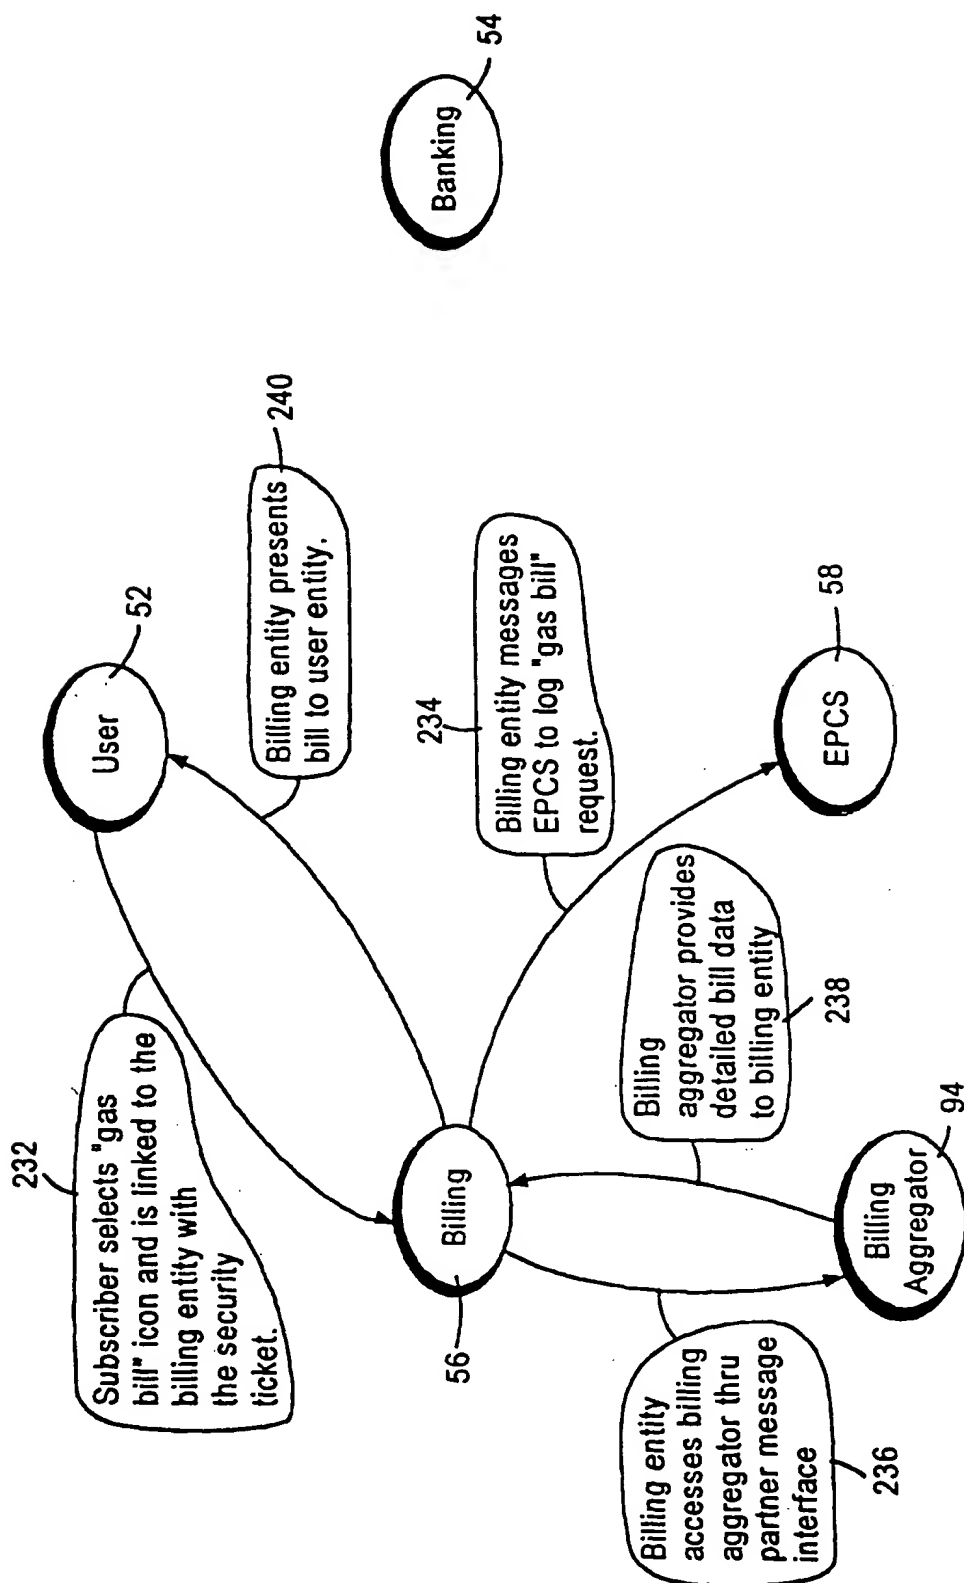 232
Subscriber selects "gas
bill" icon and is linked to the
billing entity with
the security
ticket.
User
52
Billing entity presents
bill to user entity.
240
Banking
54
Billing
56
234
Billing entity messages
EPCS to log "gas bill"
request.
Billing entity
accesses billing
aggregator thru
partner message
interface
236
Billing
aggregator provides
detailed bill data
to billing entity
238
Billing
Aggregator
94
EPCS
58